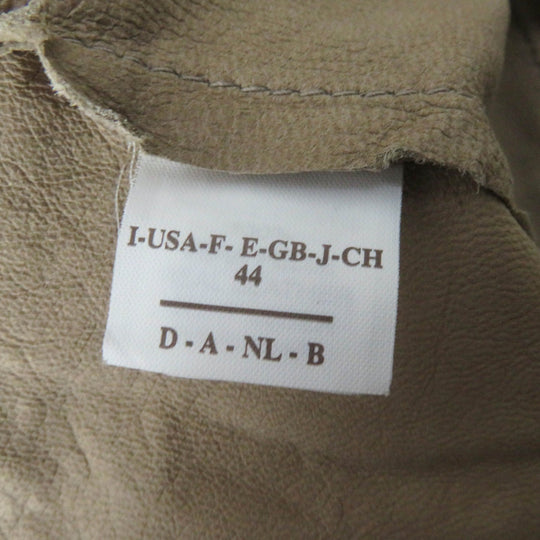 I-USA-F- E-GB-J-CH
44
D - A - NL - B